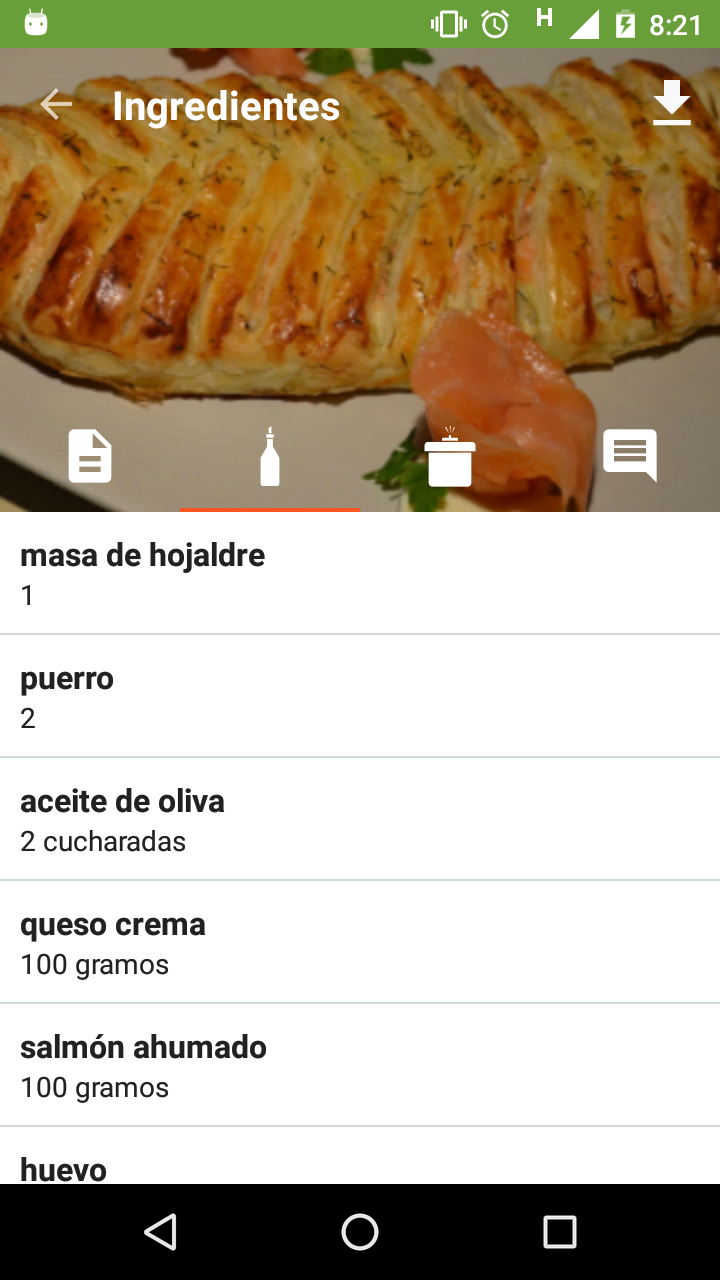 H 8:21
Ingredientes
masa de hojaldre
1
puerro
2
aceite de oliva
2 cucharadas
queso crema
100 gramos
salmón ahumado
100 gramos
huevo